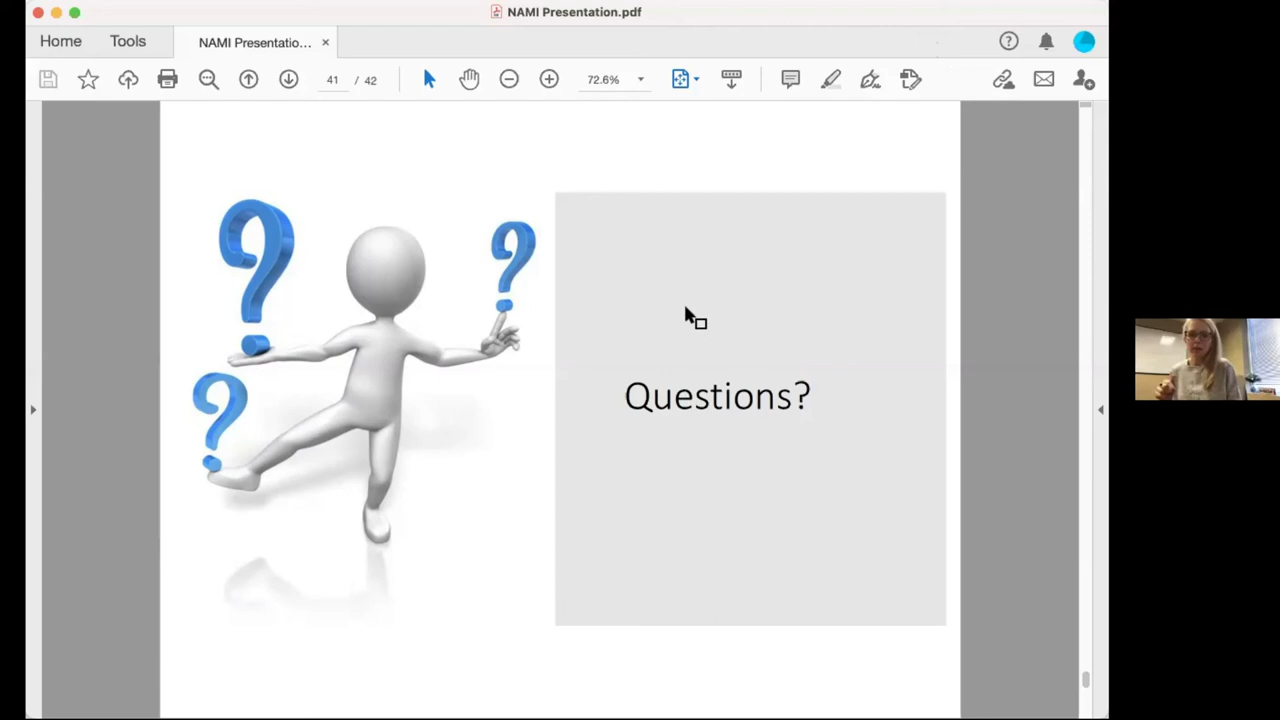 NAMI Presentation.pdf
Home
Tools
NAMI Presentatio...
41 / 42
72.6%
Questions?